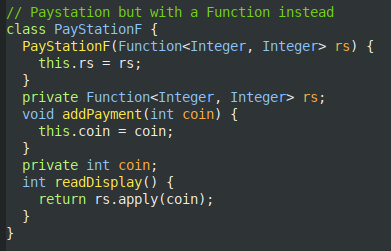 // Paystation but with a Function instead
class PayStationF {
  PayStationF(Function<Integer, Integer> rs) {
    this.rs = rs;
  }
  private Function<Integer, Integer> rs;
  void addPayment(int coin) {
    this.coin = coin;
  }
  private int coin;
  int readDisplay() {
    return rs.apply(coin);
  }
}